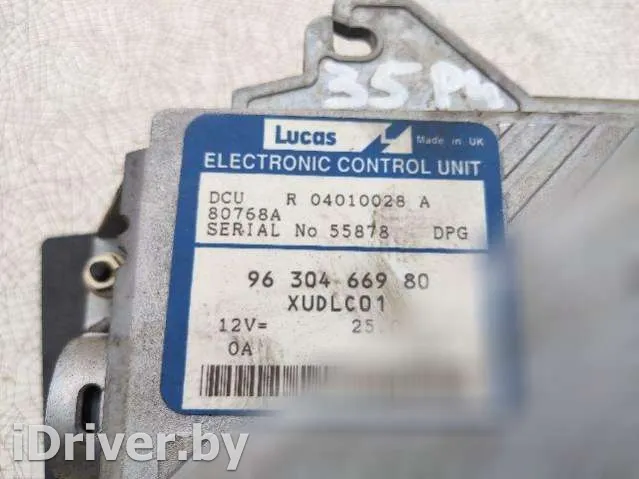 35
Lucas
Made in UK
ELECTRONIC CONTROL UNIT
DCU R 04010028 A
80768A
SERIAL No 55878 DPG
96 304 669 80
XUDLC01
12V= 25.
0A
iDriver.by